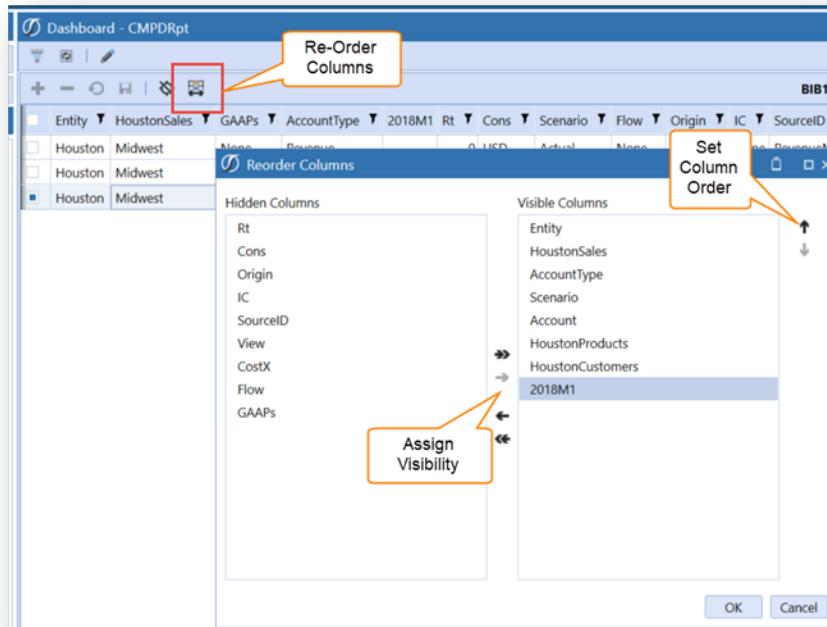 Dashboard - CMPDRpt
Re-Order
Columns
BIB1
Entity HoustonSales GAAPs AccountType 2018M1 Rt Cons Scenario Flow Origin IC SourceID
Houston Midwest None Revenue 0 USD Actual None
Houston Midwest
Houston Midwest
Reorder Columns
Set
Column
Order
Hidden Columns Visible Columns
Rt Entity
Cons HoustonSales
Origin AccountType
IC Scenario
SourceID Account
View HoustonProducts
CostX HoustonCustomers
Flow 2018M1
GAAPs
Assign
Visibility
OK Cancel